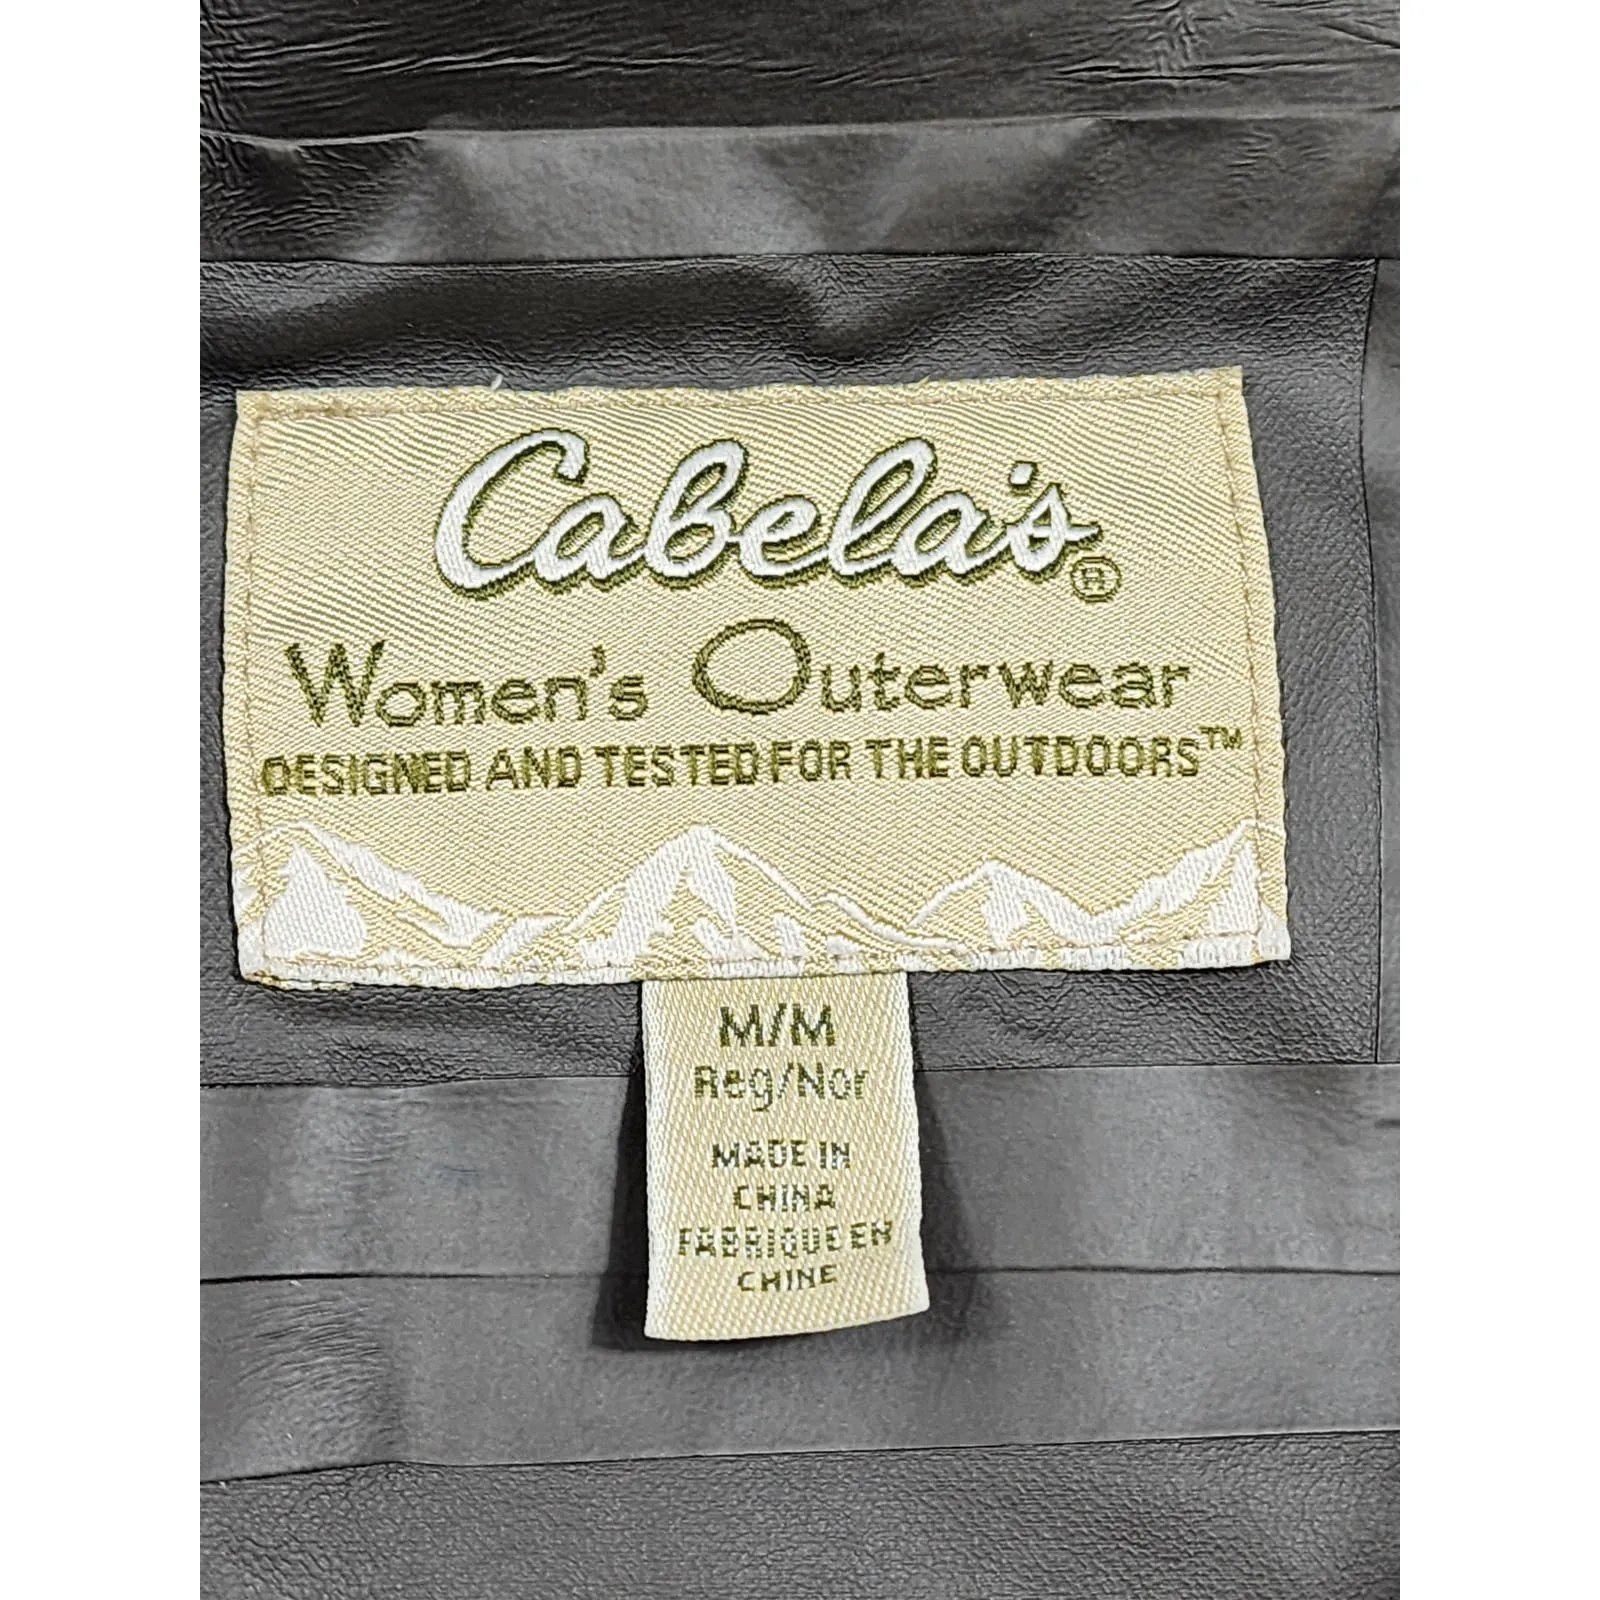 Cabela's®
Women's Outerwear
DESIGNED AND TESTED FOR THE OUTDOORS™
M/M
Reg/Nor
MADE IN
CHINA
FABRIQUE EN
CHINE